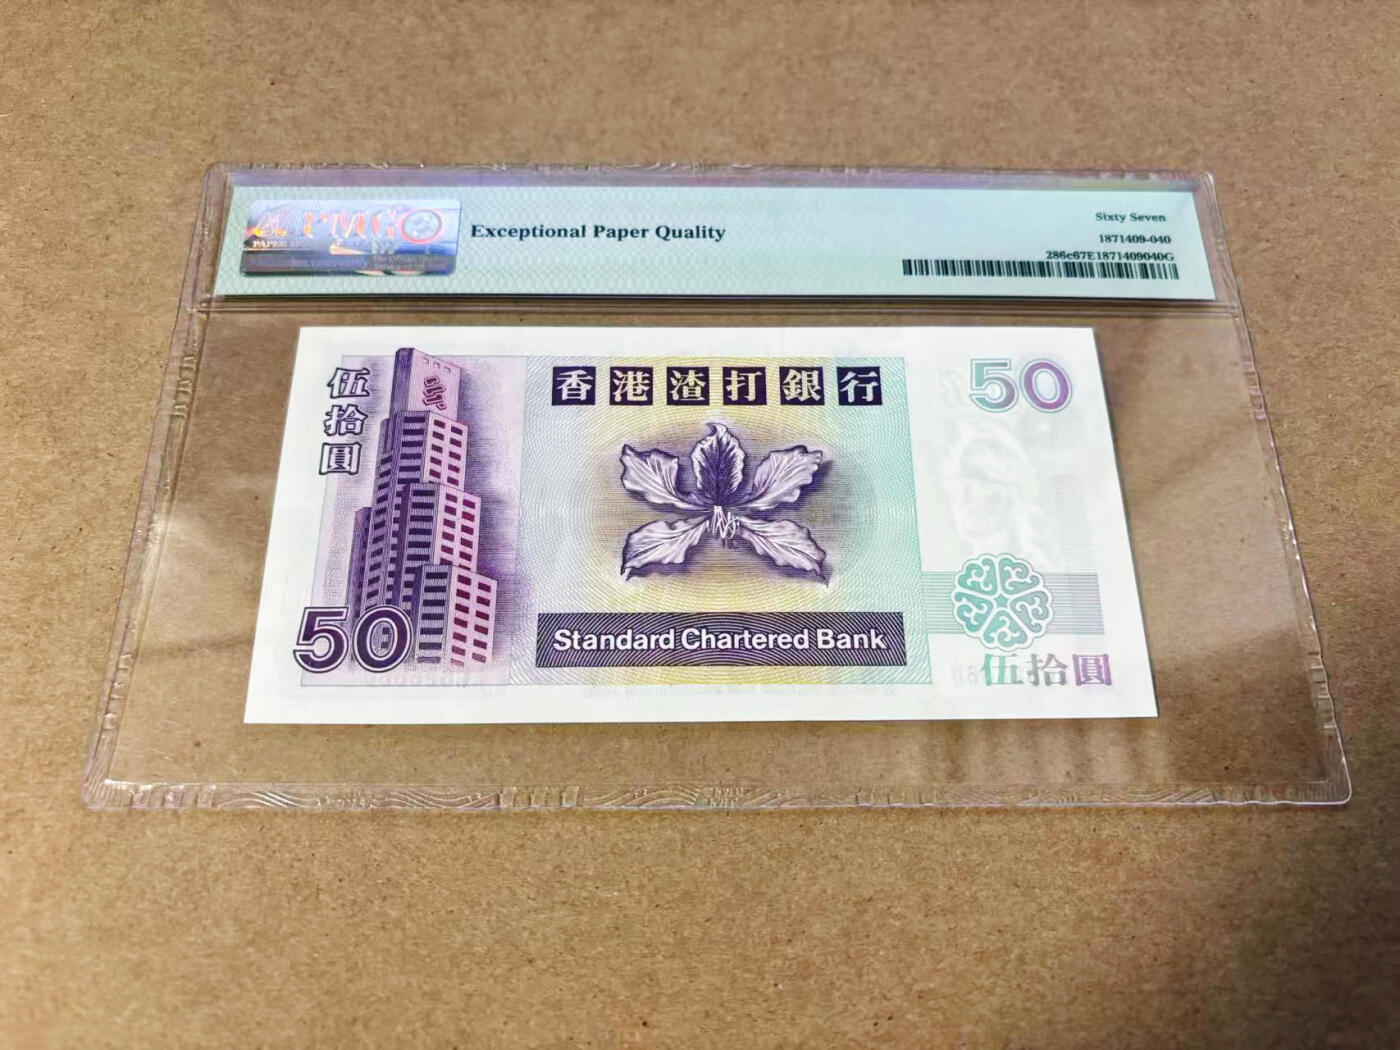 PMG
Exceptional Paper Quality
Sixty Seven
1871409-040
286c67E1871409040G
伍拾圓
香港渣打銀行
50
50
Standard Chartered Bank
伍拾圓